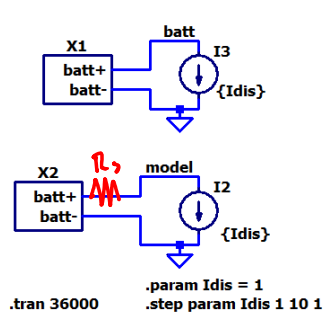 batt
X1
I3
batt+
batt-
{Idis}
X2
model
I2
batt+
batt-
{Idis}
.param Idis = 1
.tran 36000
.step param Idis 1 10 1